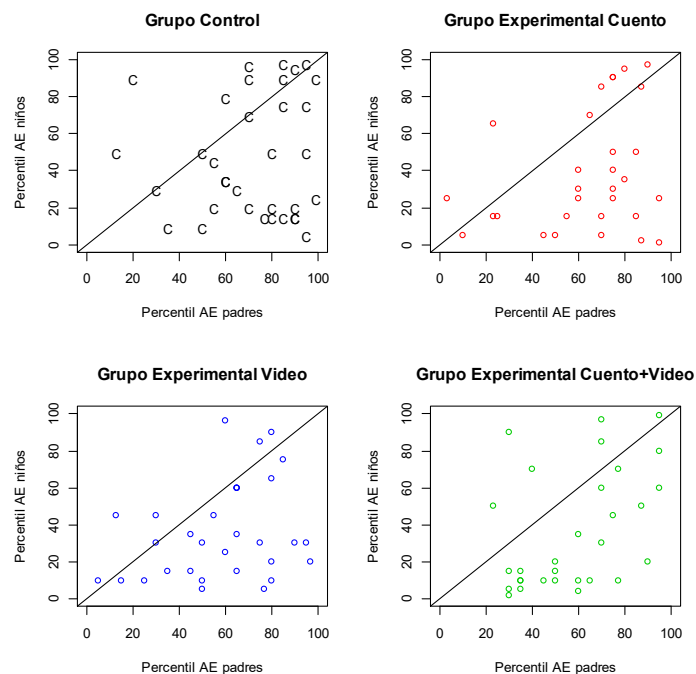 Grupo Control
Percentil AE niños
0 20 40 60 80 100
0 20 40 60 80 100
Percentil AE padres
Grupo Experimental Cuento
Percentil AE niños
0 20 40 60 80 100
0 20 40 60 80 100
Percentil AE padres
Grupo Experimental Video
Percentil AE niños
0 20 40 60 80 100
0 20 40 60 80 100
Percentil AE padres
Grupo Experimental Cuento+Video
Percentil AE niños
0 20 40 60 80 100
0 20 40 60 80 100
Percentil AE padres